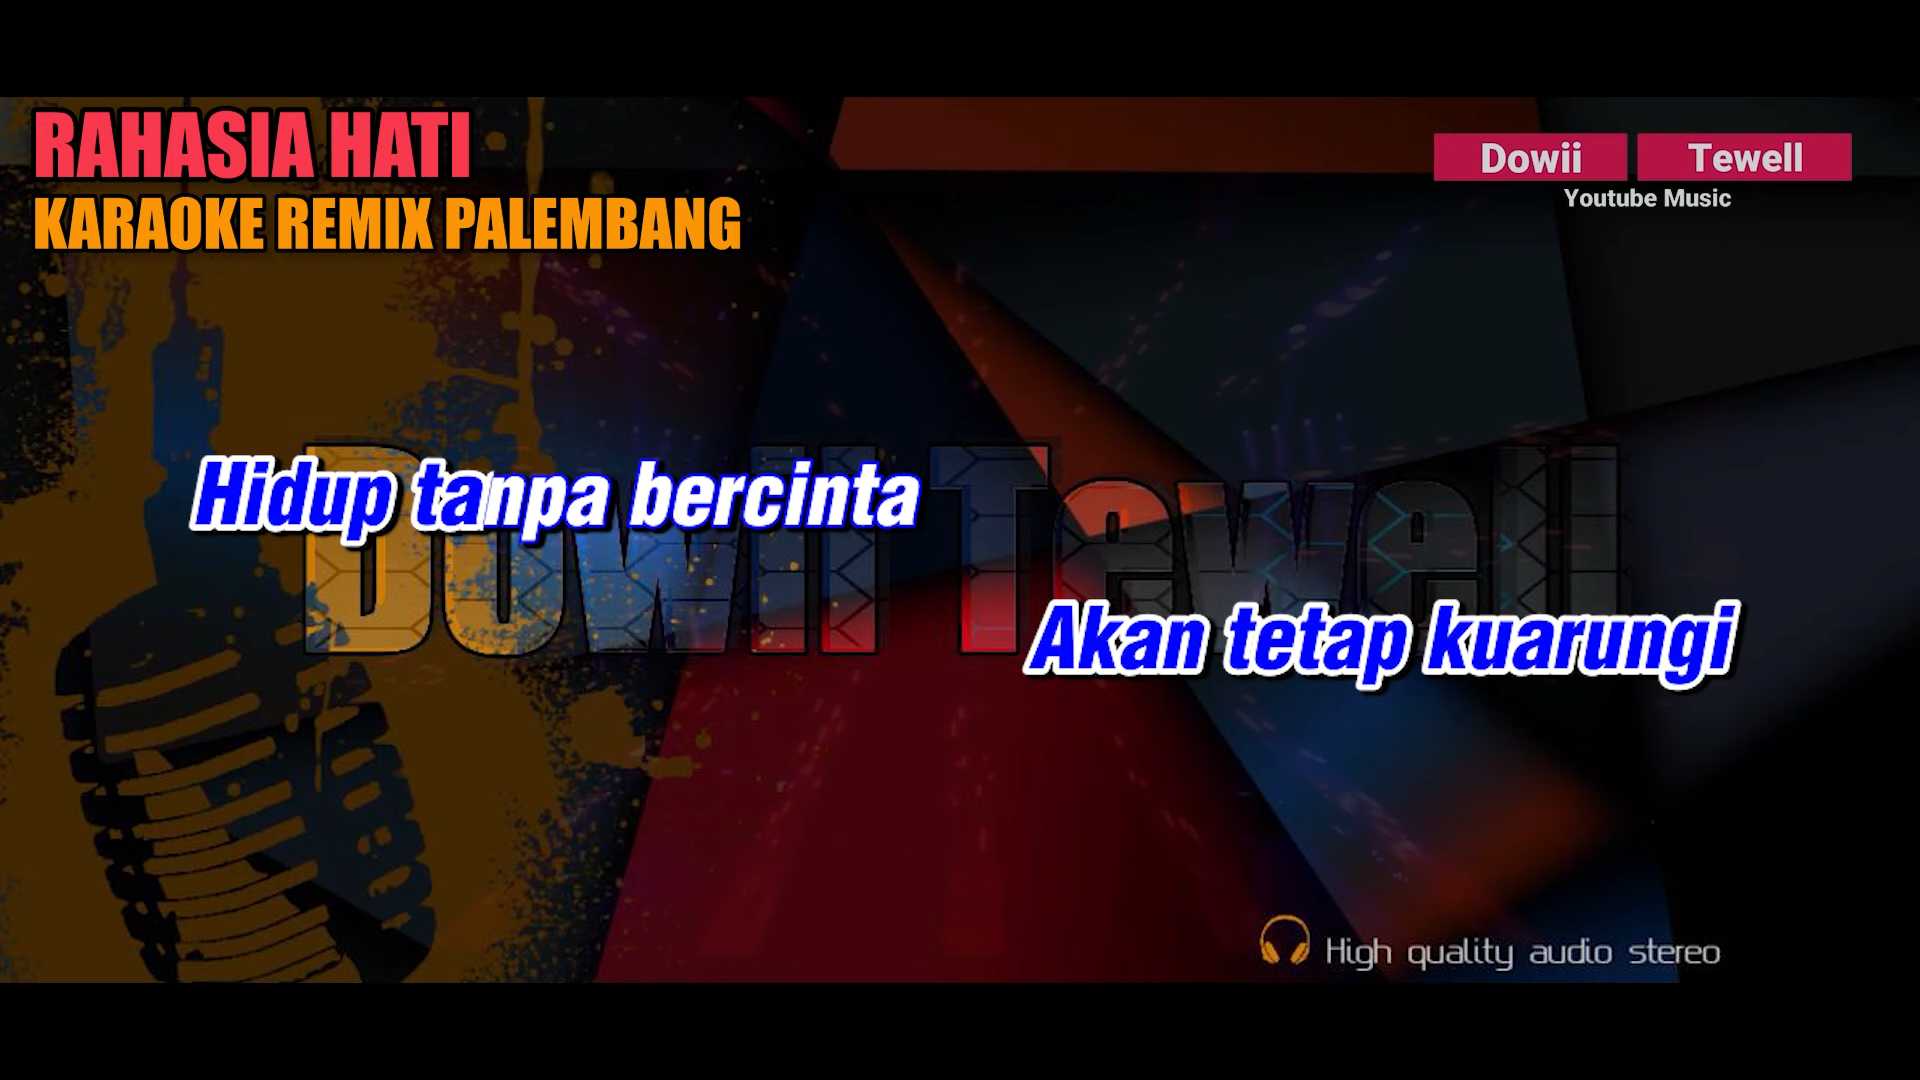 RAHASIA HATI
KARAOKE REMIX PALEMBANG
Dowii Tewell
Youtube Music
Hidup tanpa bercinta
Dowii Tewell
Akan tetap kuarungi
High quality audio stereo